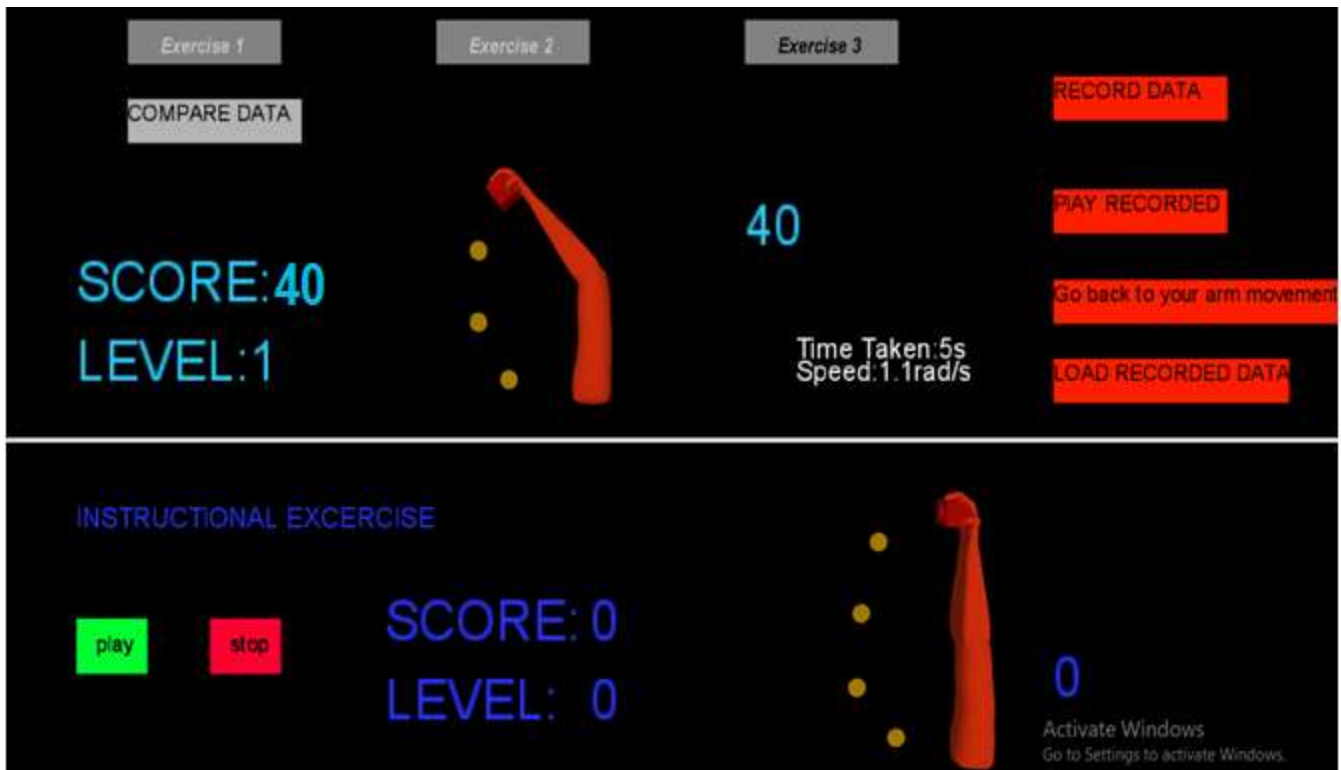 Exercise 1
Exercise 2
Exercise 3
COMPARE DATA
RECORD DATA
PlAY RECORDED
40
SCORE:40
Go back to your arm movement
LEVEL:1
Time Taken:5s
Speed:1.1rad/s
LOAD RECORDED DATA
INSTRUCTIONAL EXCERCISE
play
stop
SCORE: 0
LEVEL: 0
0
Activate Windows
Go to Settings to activate Windows.